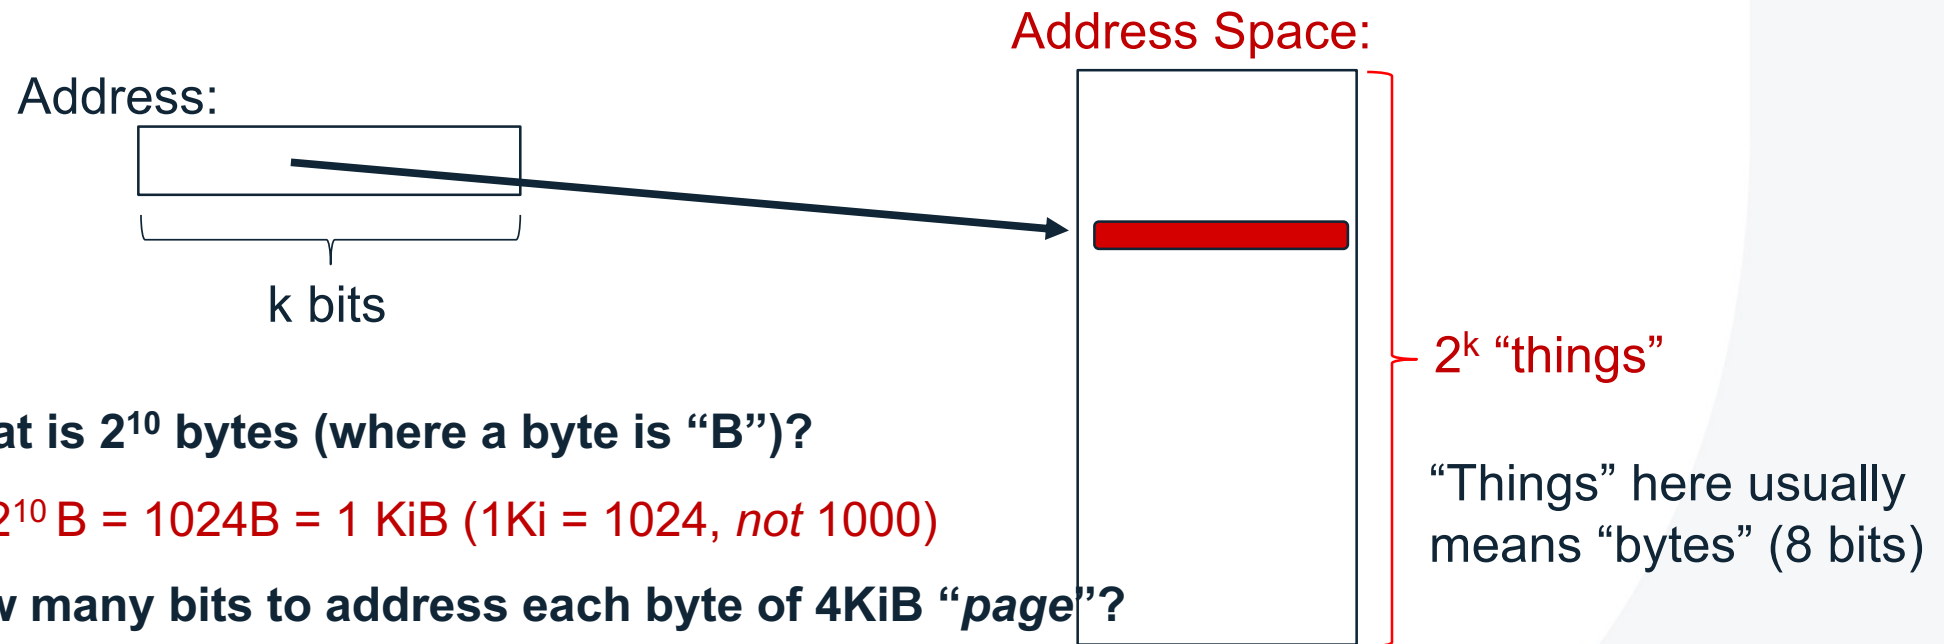 Address Space:
Address:
k bits
2ᵏ “things”
at is 2¹⁰ bytes (where a byte is “B”)?
2¹⁰ B = 1024B = 1 KiB (1Ki = 1024, not 1000)
“Things” here usually
means “bytes” (8 bits)
w many bits to address each byte of 4KiB “page”?